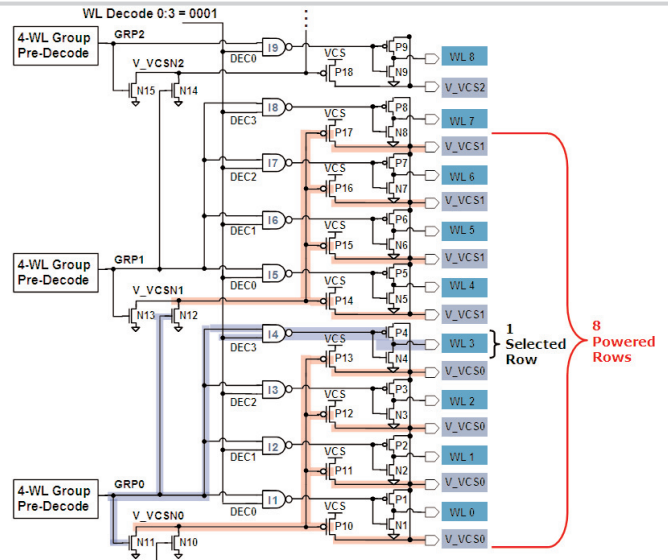 WL Decode 0:3 = 0001
4-WL Group
Pre-Decode
GRP2
I9
DEC0
P9
N9
WL 8
V_VCSN2
VCS
P18
N15
N14
V_VCS2
I8
DEC3
P8
N8
WL 7
VCS
P17
V_VCS1
I7
DEC2
P7
N7
WL 6
VCS
P16
V_VCS1
I6
DEC1
P6
N6
WL 5
VCS
P15
V_VCS1
4-WL Group
Pre-Decode
GRP1
I5
DEC0
P5
N5
WL 4
V_VCSN1
VCS
P14
N13
N12
V_VCS1
I4
DEC3
P4
N4
WL 3
1
Selected
Row
8
Powered
Rows
VCS
P13
V_VCS0
I3
DEC2
P3
N3
WL 2
VCS
P12
V_VCS0
I2
DEC1
P2
N2
WL 1
VCS
P11
V_VCS0
4-WL Group
Pre-Decode
GRP0
I1
DEC0
P1
N1
WL 0
V_VCSN0
VCS
P10
N11
N10
V_VCS0